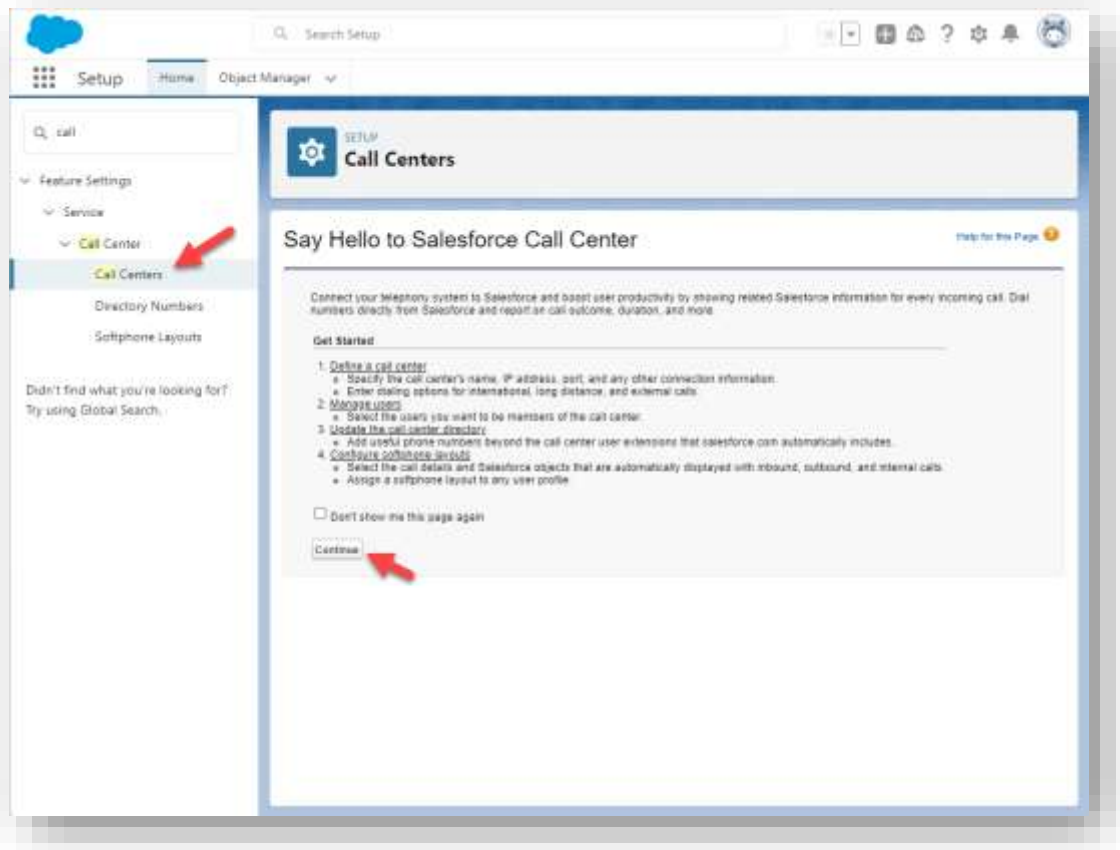 Search Setup
Setup
Home
Object Manager
call
Feature Settings
Service
Call Center
Call Centers
Directory Numbers
Softphone Layouts
Didn't find what you're looking for?
Try using Global Search.
SETUP
Call Centers
Say Hello to Salesforce Call Center
Help for this Page
Connect your telephony system to Salesforce and boost user productivity by showing related Salesforce information for every incoming call. Dial
numbers directly from Salesforce and report on call outcome, duration, and more.
Get Started
1. Define a call center
Specify the call center's name, IP address, port, and any other connection information.
Enter dialing options for international, long distance, and external calls.
2. Manage users
Select the users you want to be members of the call center.
3. Update the call center directory
Add useful phone numbers beyond the call center user extensions that salesforce.com automatically includes.
4. Configure softphone layouts
Select the call details and Salesforce objects that are automatically displayed with inbound, outbound, and internal calls.
Assign a softphone layout to any user profile.
Don't show me this page again
Continue